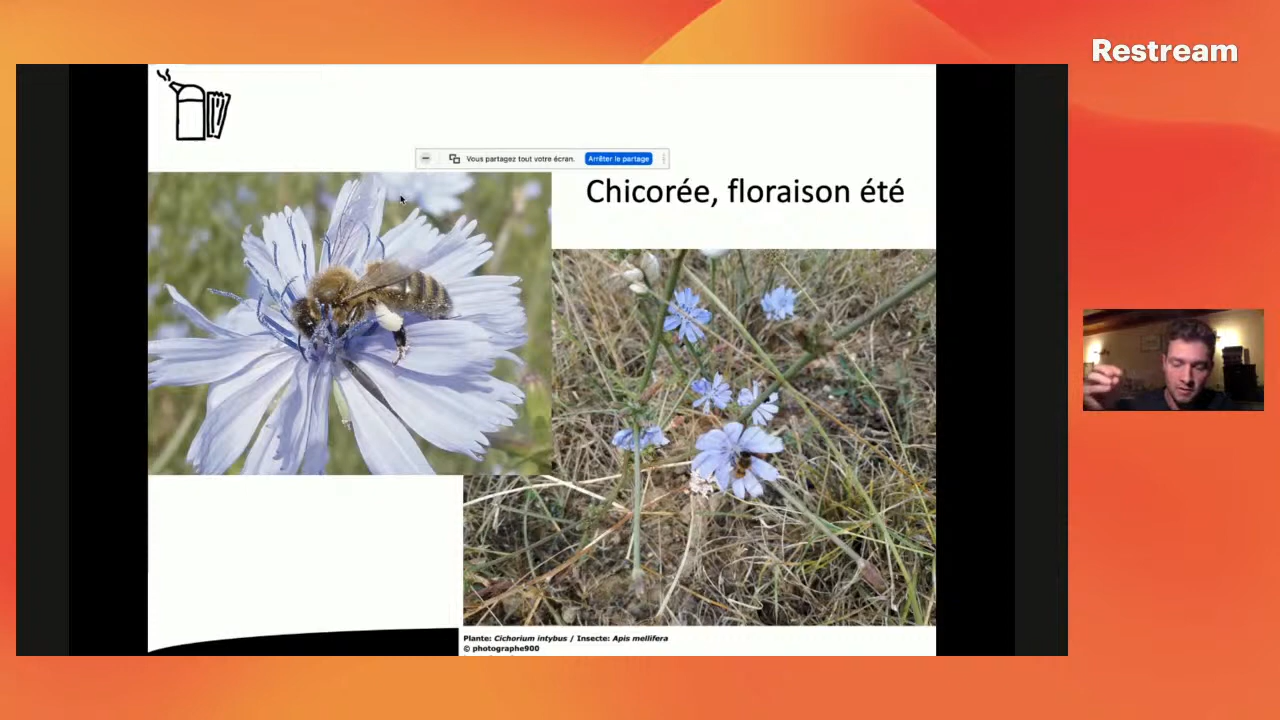 Restream
Vous partagez tout votre écran.
Arrêter le partage
Chicorée, floraison été
Plante: Cichorium intybus / Insecte: Apis mellifera
© photographe900